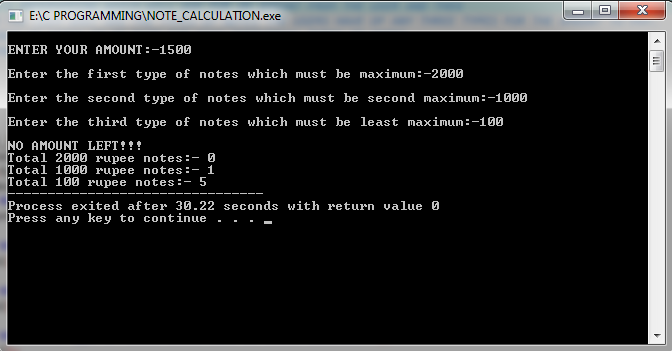 E:\C PROGRAMMING\NOTE_CALCULATION.exe
ENTER YOUR AMOUNT:-1500
Enter the first type of notes which must be maximum:-2000
Enter the second type of notes which must be second maximum:-1000
Enter the third type of notes which must be least maximum:-100
NO AMOUNT LEFT!!!
Total 2000 rupee notes:- 0
Total 1000 rupee notes:- 1
Total 100 rupee notes:- 5
--------------------------------
Process exited after 30.22 seconds with return value 0
Press any key to continue . . . _